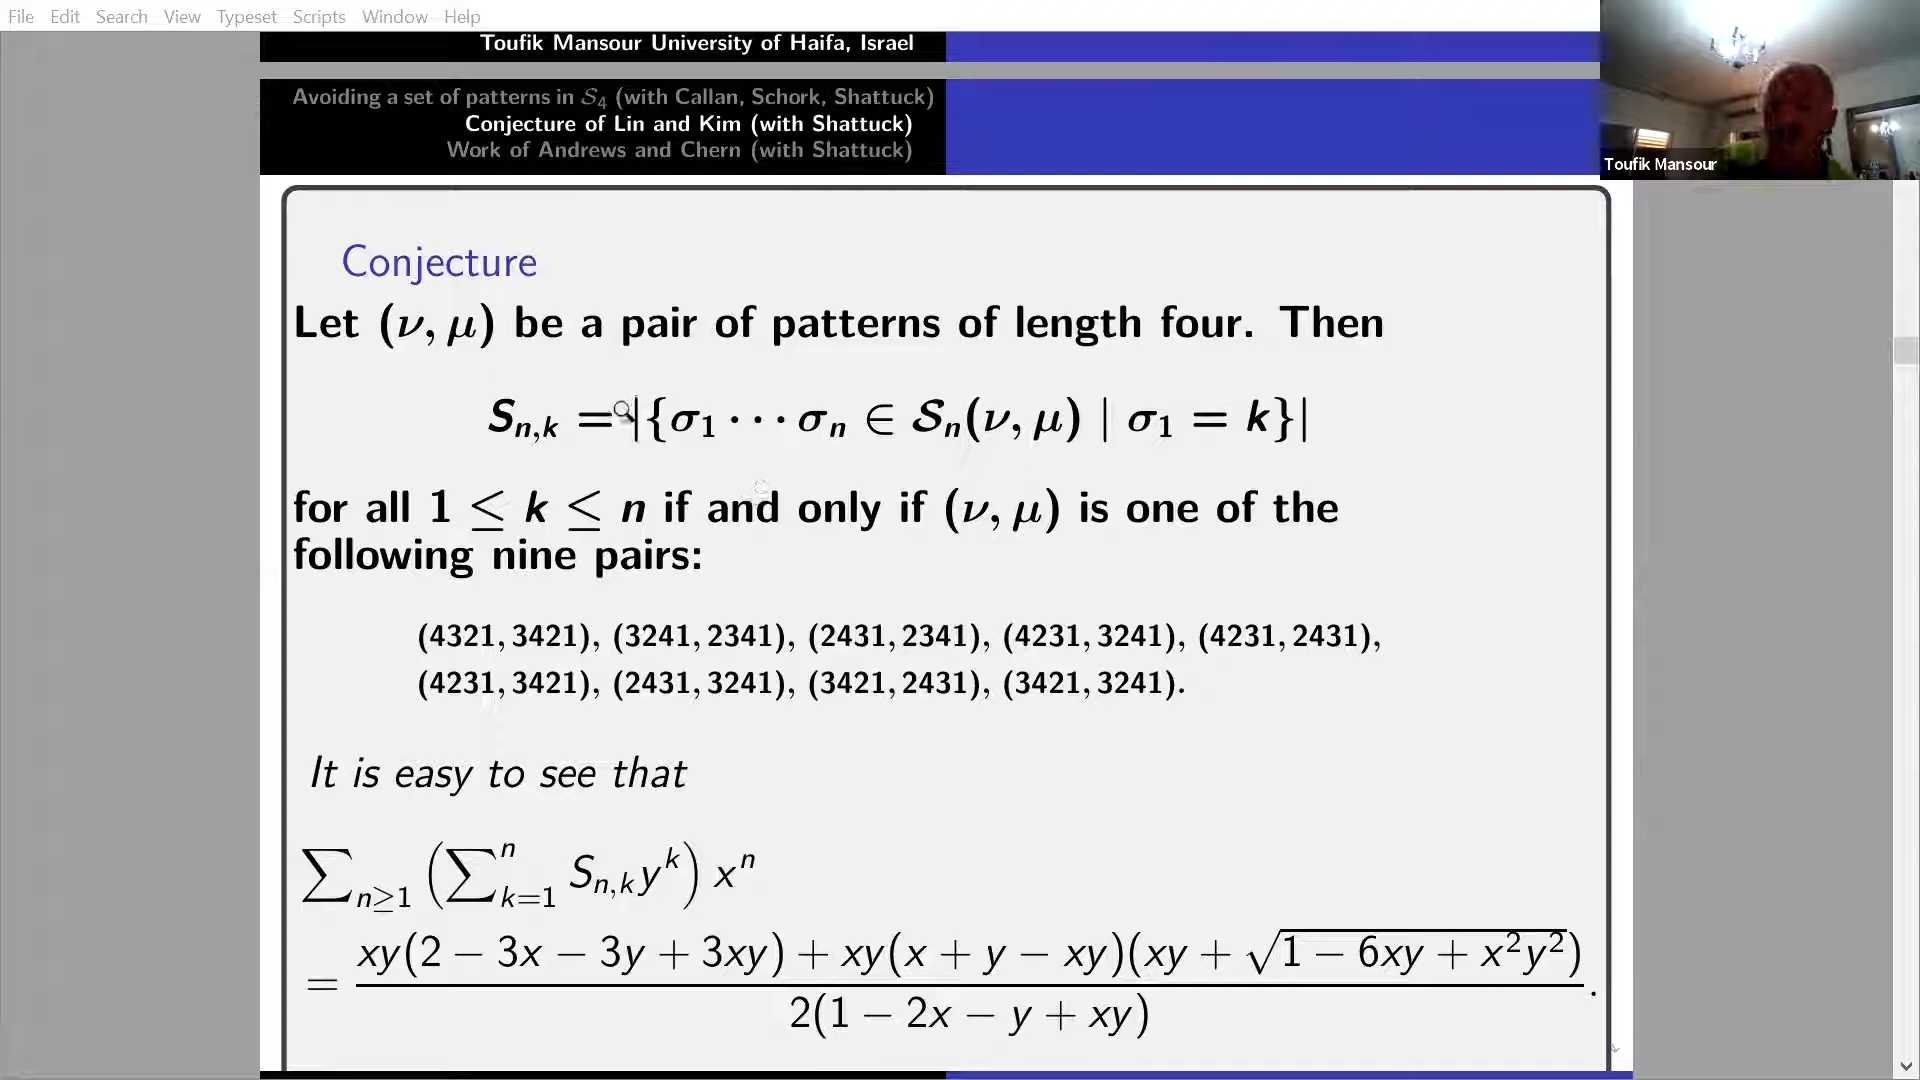 File Edit Search View Typeset Scripts Window Help
Toufik Mansour University of Haifa, Israel
Avoiding a set of patterns in 𝒮₄ (with Callan, Schork, Shattuck)
Conjecture of Lin and Kim (with Shattuck)
Work of Andrews and Chern (with Shattuck)
Toufik Mansour
Conjecture
Let (ν, μ) be a pair of patterns of length four. Then
S_{n,k} = |{σ₁ ⋯ σₙ ∈ 𝒮ₙ(ν, μ) | σ₁ = k}|
for all 1 ≤ k ≤ n if and only if (ν, μ) is one of the
following nine pairs:
(4321, 3421), (3241, 2341), (2431, 2341), (4231, 3241), (4231, 2431),
(4231, 3421), (2431, 3241), (3421, 2431), (3421, 3241).
It is easy to see that
∑_{n≥1} (∑_{k=1}^{n} S_{n,k} y^k) x^n
= \frac{xy(2 − 3x − 3y + 3xy) + xy(x + y − xy)(xy + √(1 − 6xy + x²y²))}{2(1 − 2x − y + xy)}.